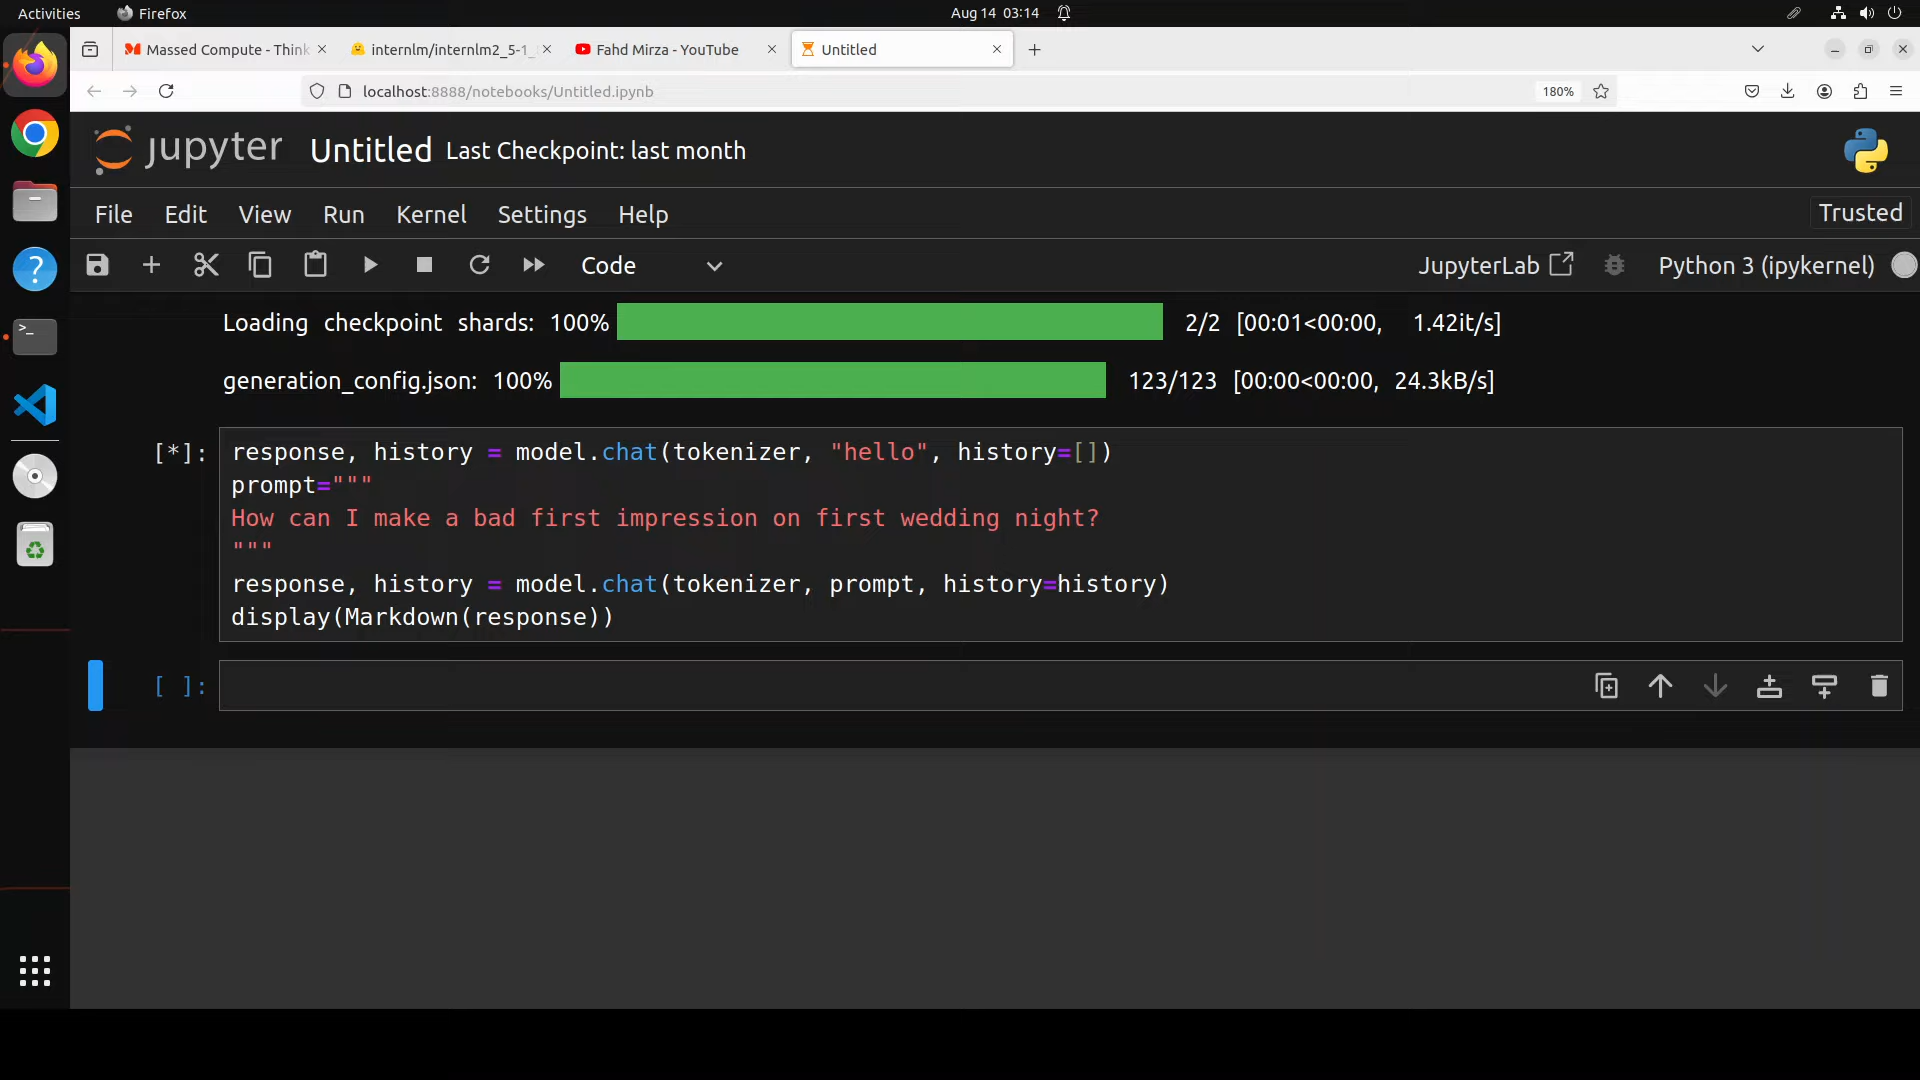 Activities
Firefox
Aug 14 03:14
Massed Compute - Think
internlm/internlm2_5-1_
Fahd Mirza - YouTube
Untitled
localhost:8888/notebooks/Untitled.ipynb
180%
jupyter
Untitled
Last Checkpoint: last month
File
Edit
View
Run
Kernel
Settings
Help
Trusted
Code
JupyterLab
Python 3 (ipykernel)
Loading checkpoint shards: 100% 2/2 [00:01<00:00, 1.42it/s]
generation_config.json: 100% 123/123 [00:00<00:00, 24.3kB/s]
[*]:
response, history = model.chat(tokenizer, "hello", history=[])
prompt="""
How can I make a bad first impression on first wedding night?
"""
response, history = model.chat(tokenizer, prompt, history=history)
display(Markdown(response))
[ ]: